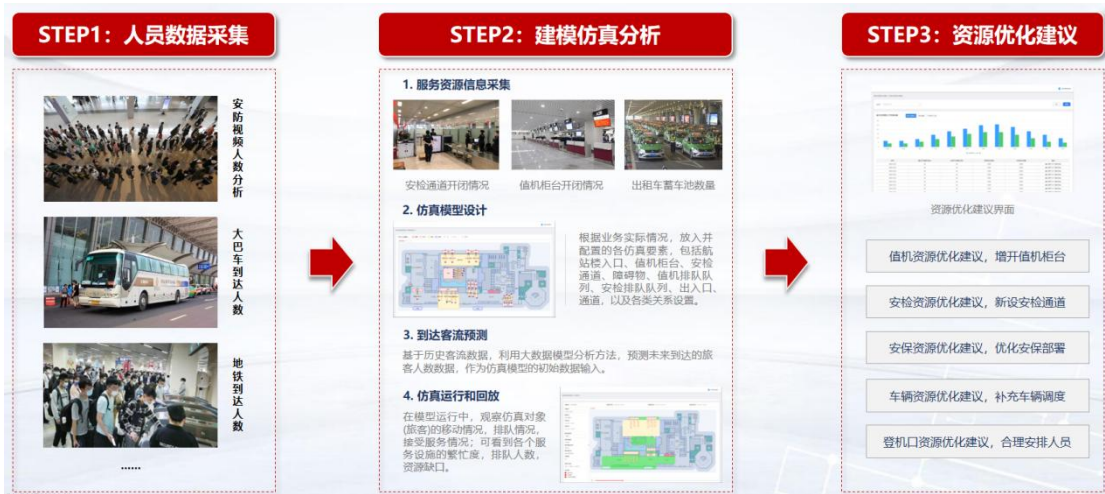 STEP1：人员数据采集
安防视频人数分析
大巴车到达人数
地铁到达人数
......
STEP2：建模仿真分析
1. 服务资源信息采集
安检通道开闭情况
值机柜台开闭情况
出租车蓄车池数量
2. 仿真模型设计
根据业务实际情况，放入并
配置的各仿真要素，包括航
站楼入口、值机柜台、安检
通道、障碍物、值机排队队
列、安检排队队列、出入口、
通道，以及各类关系设置。
3. 到达客流预测
基于历史客流数据，利用大数据模型分析方法，预测未来到达的旅
客人数数据，作为仿真模型的初始数据输入。
4. 仿真运行和回放
在模型运行中，观察仿真对象
(旅客)的移动情况，排队情况，
接受服务情况；可看到各个服
务设施的繁忙度，排队人数，
资源缺口。
STEP3：资源优化建议
资源优化建议界面
值机资源优化建议，增开值机柜台
安检资源优化建议，新设安检通道
安保资源优化建议，优化安保部署
车辆资源优化建议，补充车辆调度
登机口资源优化建议，合理安排人员